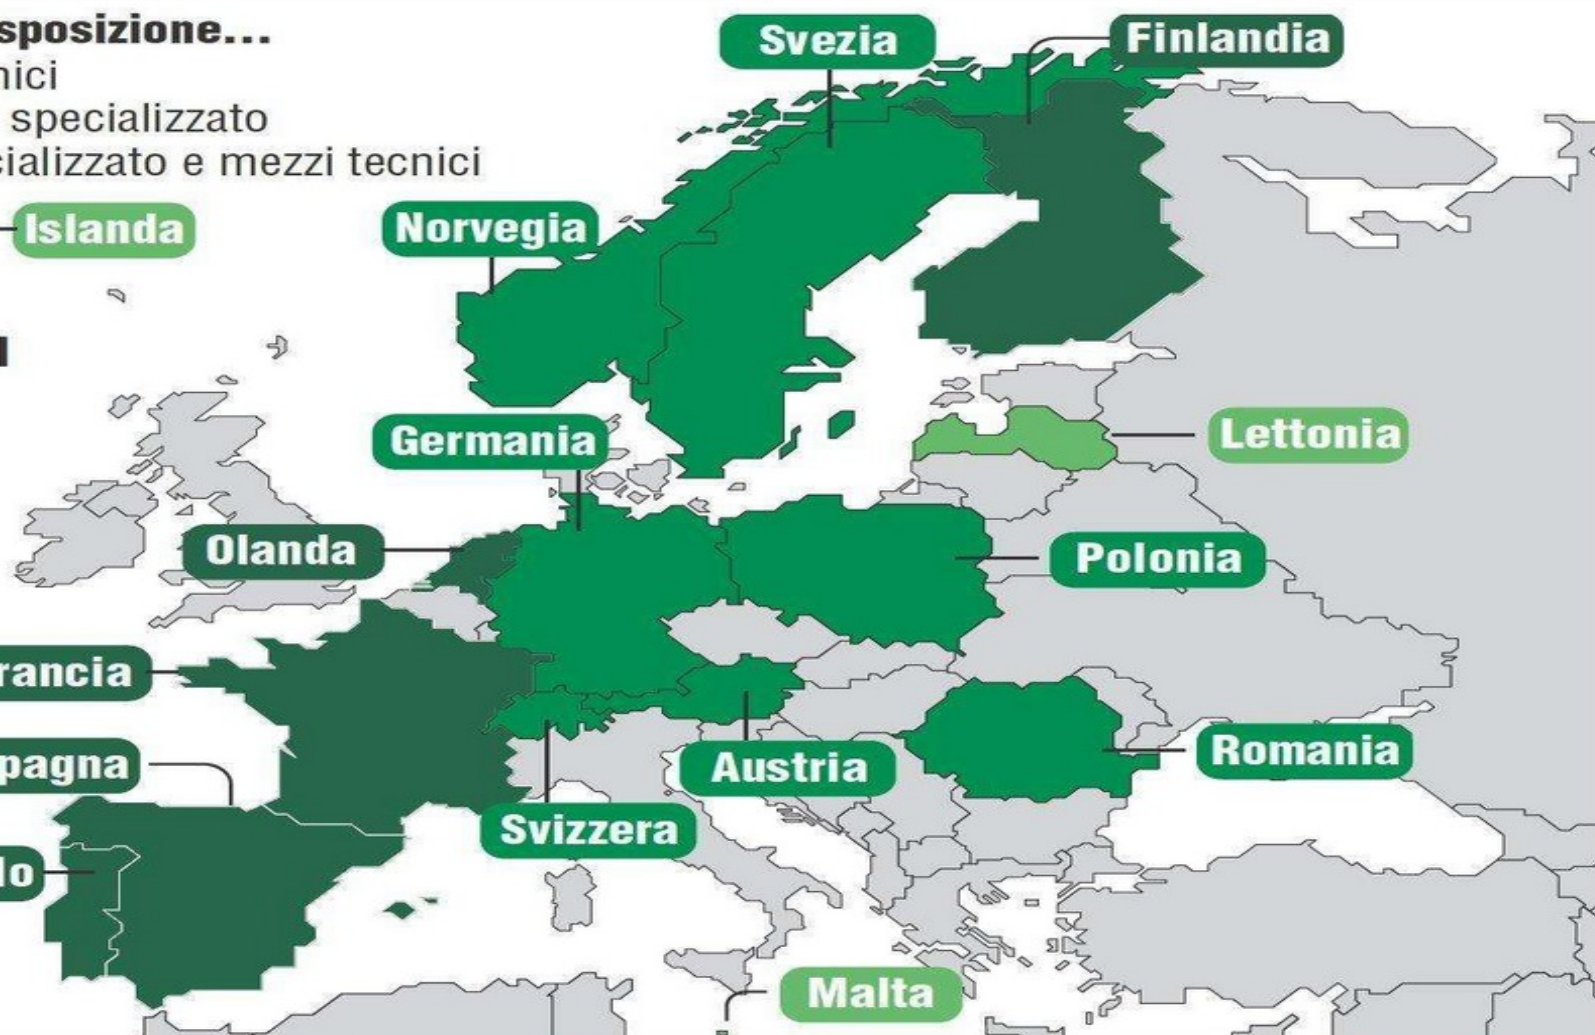 sposizione...
nici
specializzato
cializzato e mezzi tecnici
Svezia
Finlandia
Islanda
Norvegia
Germania
Lettonia
Olanda
Polonia
rancia
pagna
Austria
Romania
Svizzera
lo
Malta